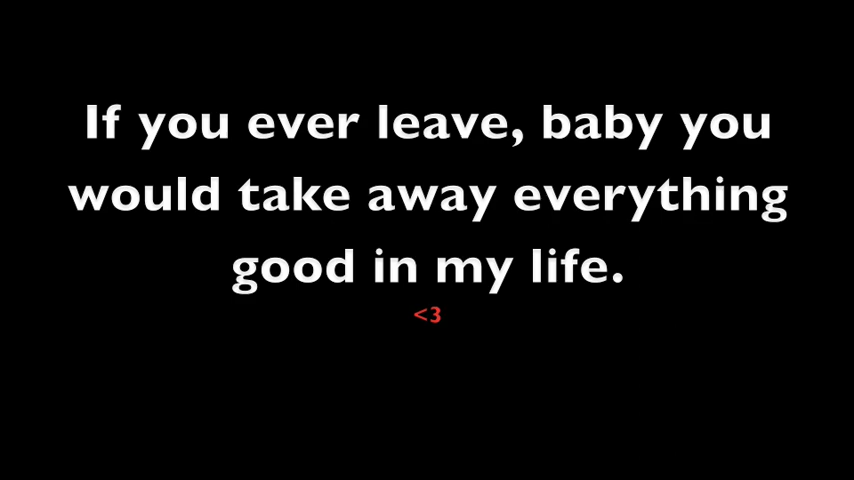 If you ever leave, baby you
would take away everything
good in my life.
<3